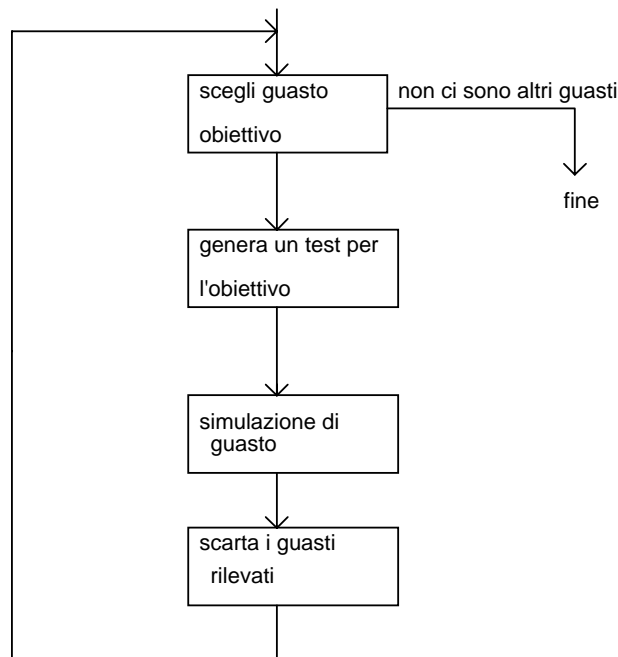 scegli guasto
obiettivo
non ci sono altri guasti
fine
genera un test per
l'obiettivo
simulazione di
guasto
scarta i guasti
rilevati